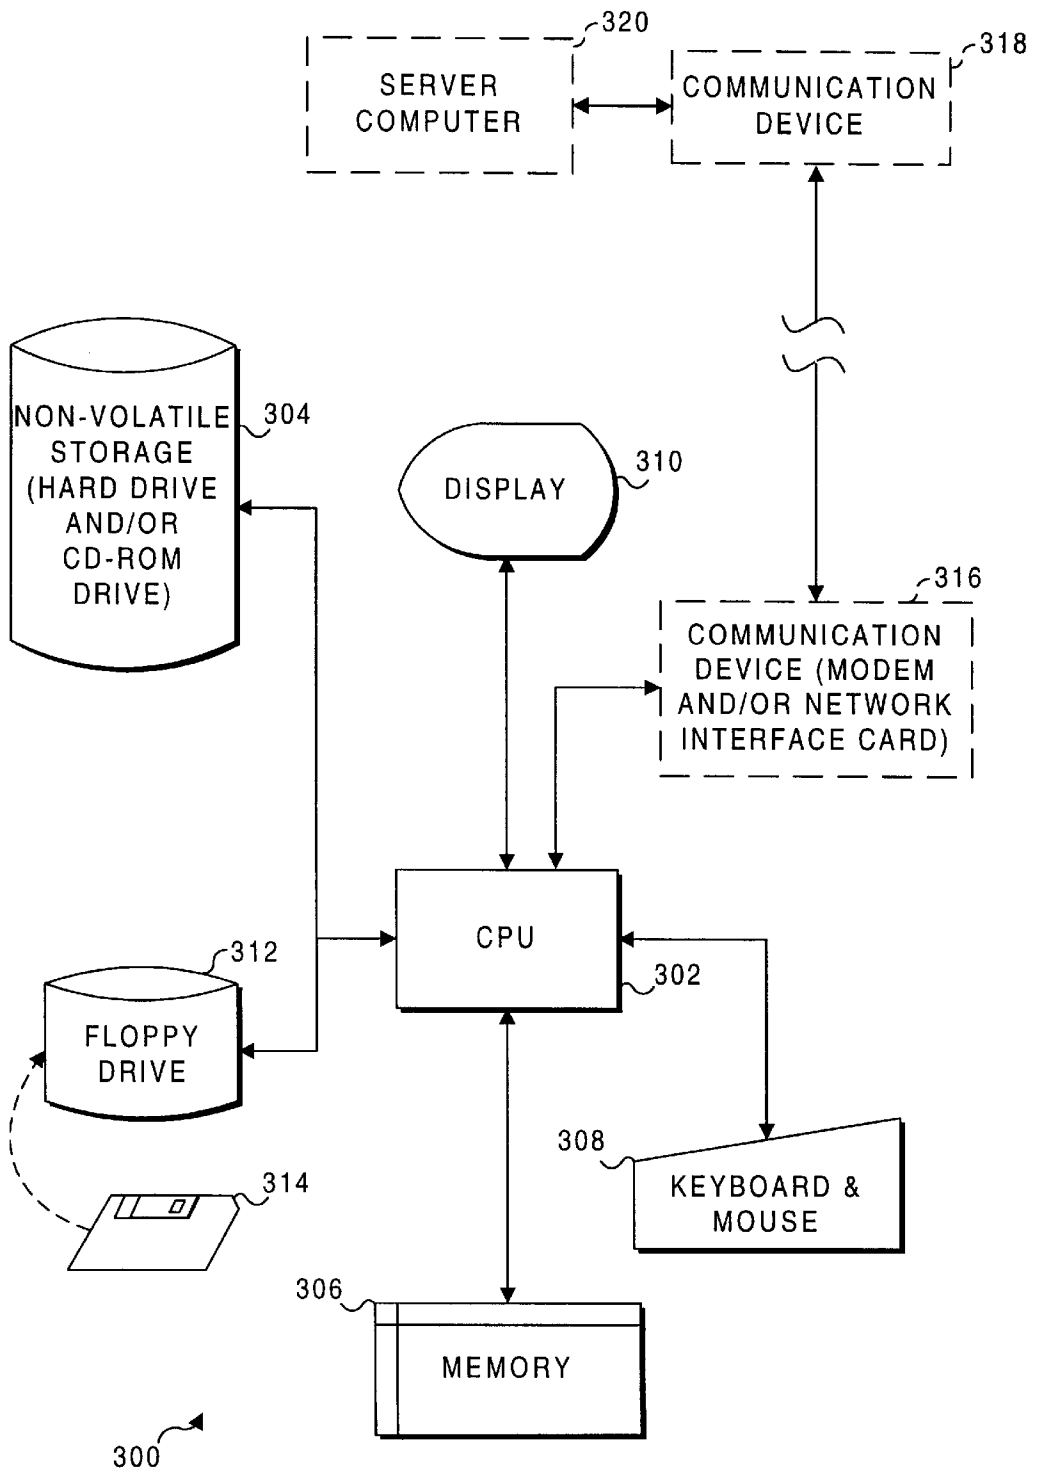 320
SERVER
COMPUTER
318
COMMUNICATION
DEVICE
304
NON-VOLATILE
STORAGE
(HARD DRIVE
AND/OR
CD-ROM
DRIVE)
310
DISPLAY
316
COMMUNICATION
DEVICE (MODEM
AND/OR NETWORK
INTERFACE CARD)
CPU
302
312
FLOPPY
DRIVE
314
308
KEYBOARD &
MOUSE
306
MEMORY
300